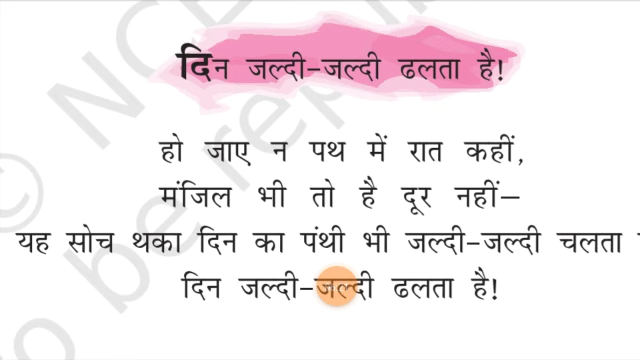 दिन जल्दी-जल्दी ढलता है!
हो जाए न पथ में रात कहीं,
मंजिल भी तो है दूर नहीं—
यह सोच थका दिन का पंथी भी जल्दी-जल्दी चलता
दिन जल्दी-जल्दी ढलता है!